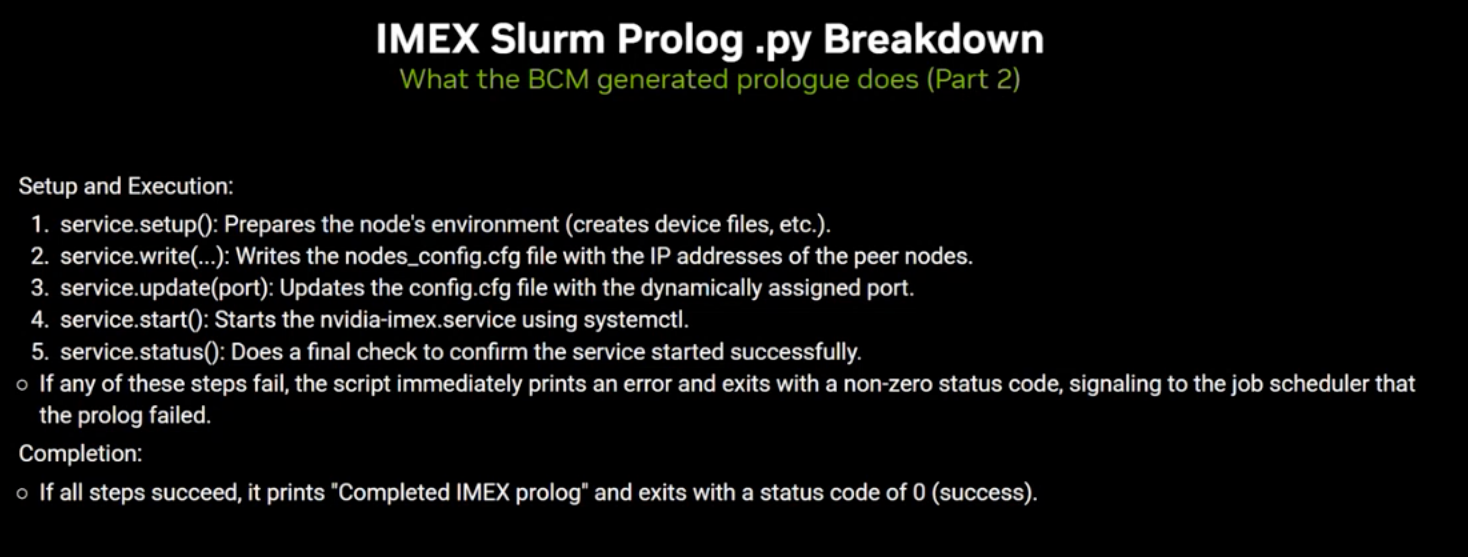 IMEX Slurm Prolog .py Breakdown
What the BCM generated prologue does (Part 2)
Setup and Execution:
1. service.setup(): Prepares the node's environment (creates device files, etc.).
2. service.write(...): Writes the nodes_config.cfg file with the IP addresses of the peer nodes.
3. service.update(port): Updates the config.cfg file with the dynamically assigned port.
4. service.start(): Starts the nvidia-imex.service using systemctl.
5. service.status(): Does a final check to confirm the service started successfully.
○ If any of these steps fail, the script immediately prints an error and exits with a non-zero status code, signaling to the job scheduler that
the prolog failed.
Completion:
○ If all steps succeed, it prints "Completed IMEX prolog" and exits with a status code of 0 (success).